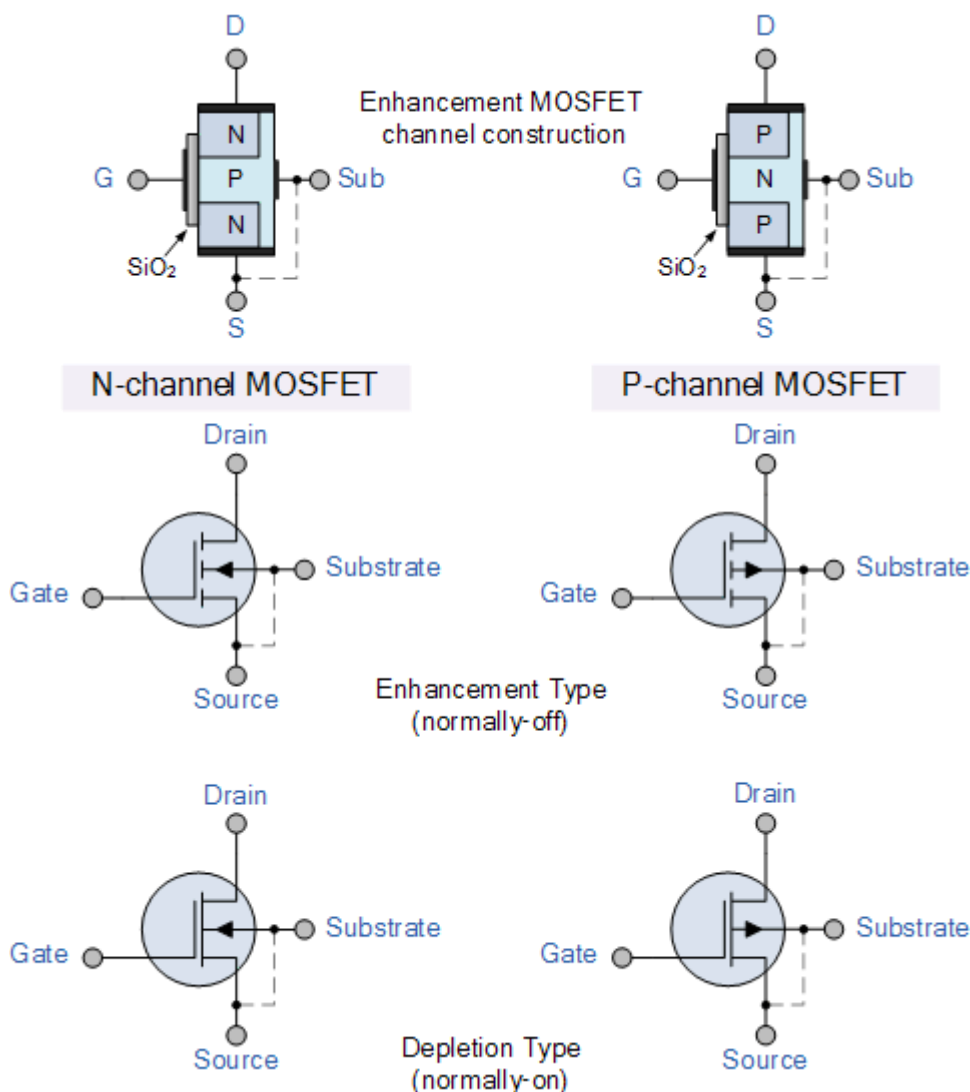 D
D
Enhancement MOSFET
channel construction
N
P
G
P
Sub
G
N
Sub
N
P
SiO₂
SiO₂
S
S
N-channel MOSFET
P-channel MOSFET
Drain
Drain
Substrate
Substrate
Gate
Gate
Source
Source
Enhancement Type
(normally-off)
Drain
Drain
Substrate
Substrate
Gate
Gate
Source
Source
Depletion Type
(normally-on)